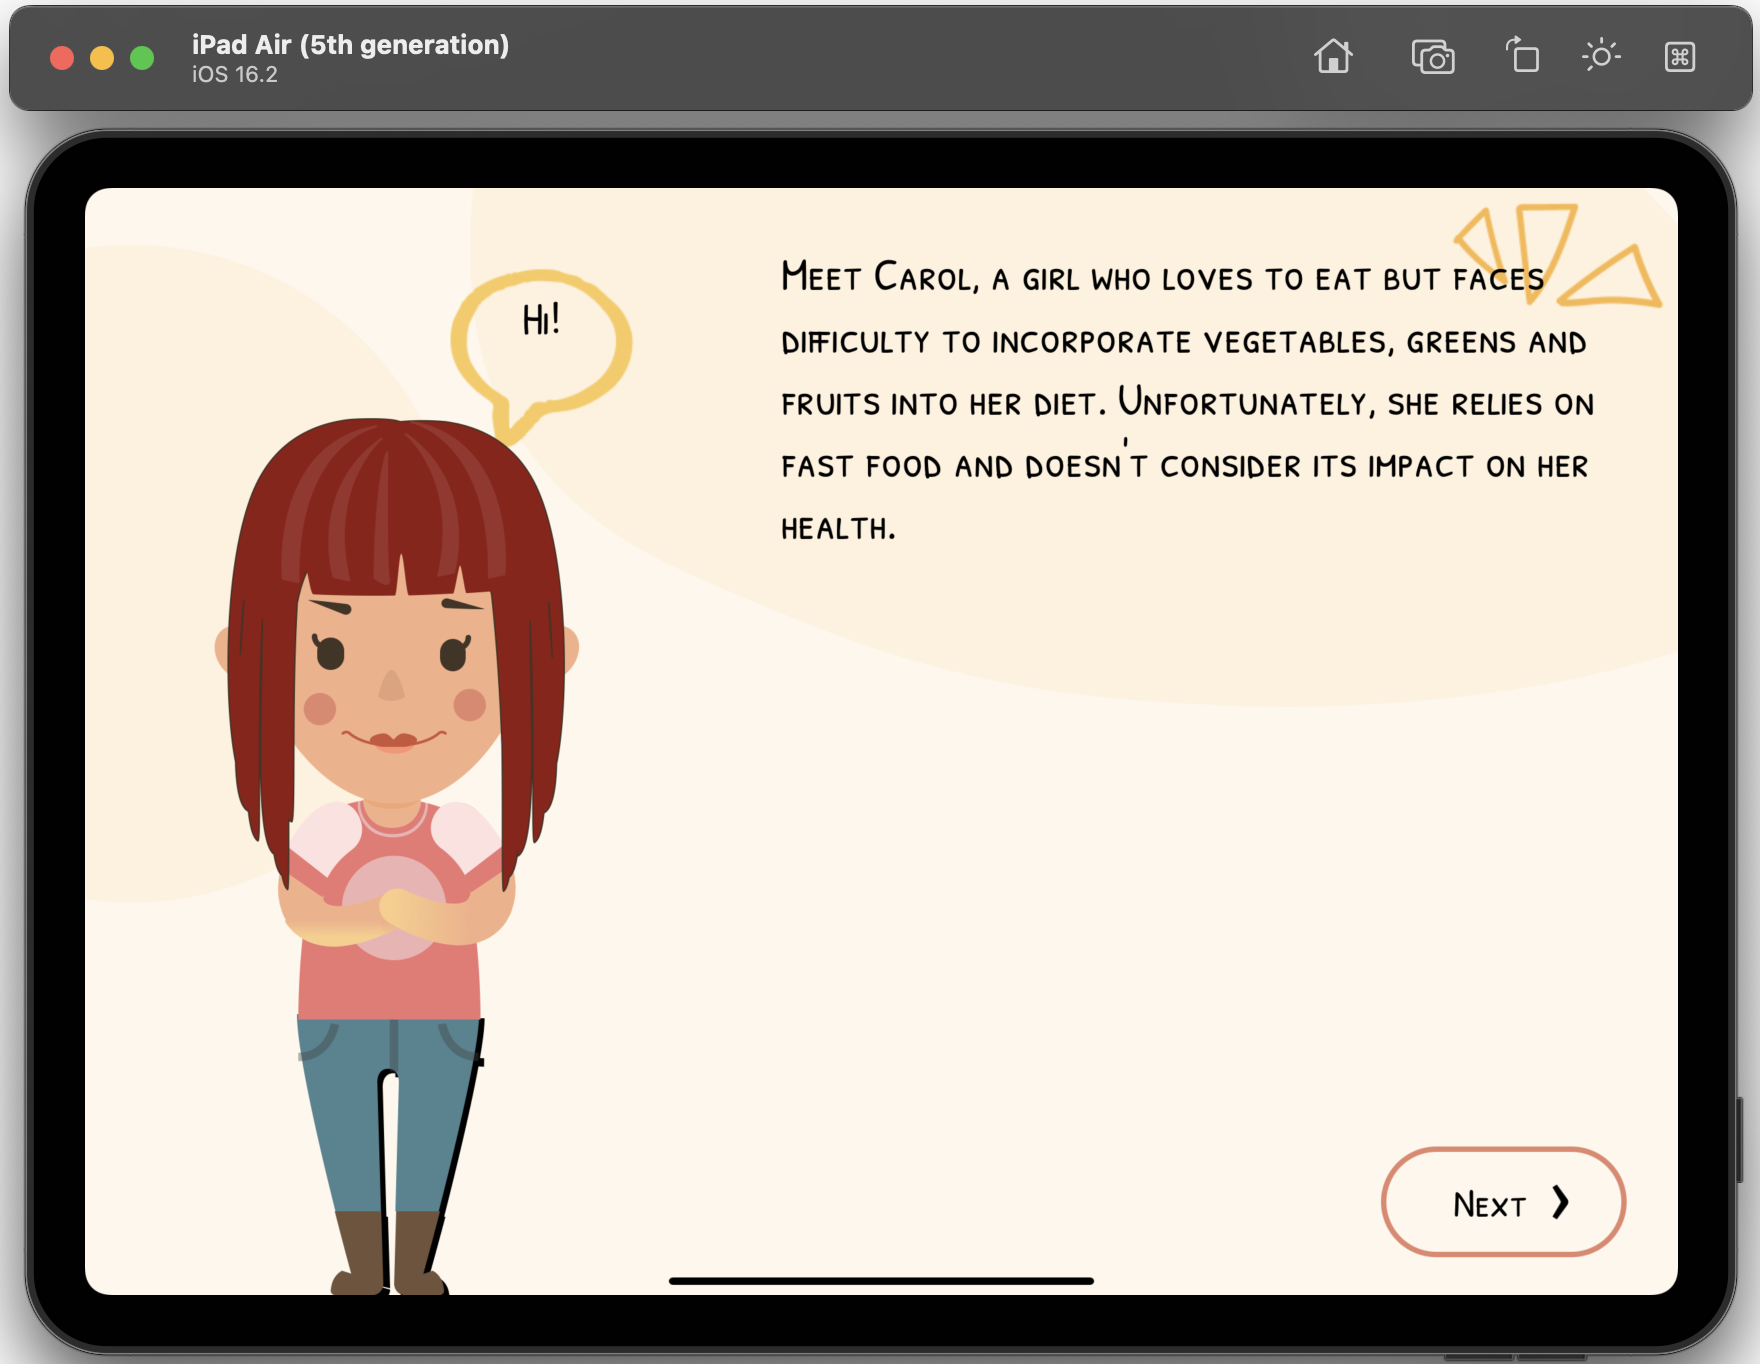 iPad Air (5th generation)
iOS 16.2
Hi!
Meet Carol, a girl who loves to eat but faces
difficulty to incorporate vegetables, greens and
fruits into her diet. Unfortunately, she relies on
fast food and doesn't consider its impact on her
health.
Next